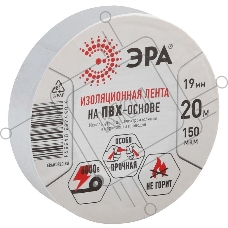 ЭРА
19мм
ИЗОЛЯЦИОННАЯ ЛЕНТА
НА ПВХ-ОСНОВЕ
20м
150
мкм
ОСОБО
ПРОЧНАЯ
НЕ ГОРИТ